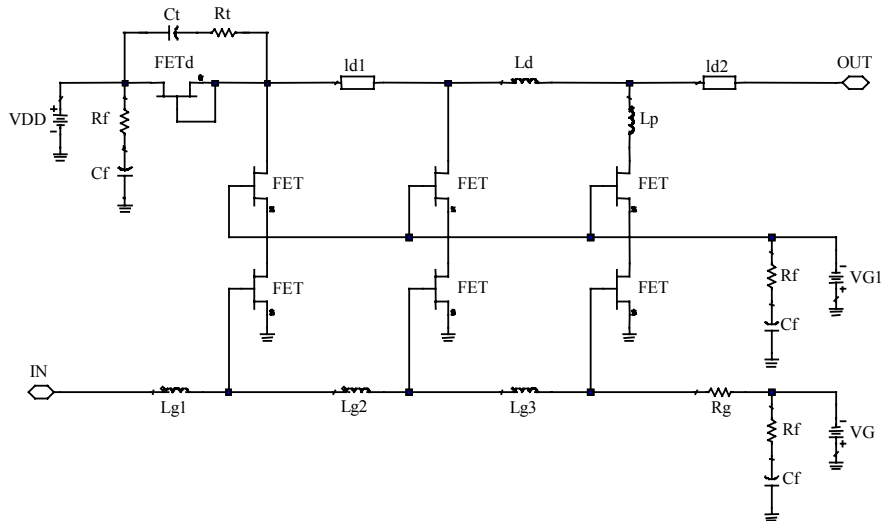 Ct Rt
FETd
ld1 Ld ld2 OUT
VDD Rf Lp
Cf
FET FET FET
FET FET FET
Rf VG1
Cf
IN
Lg1 Lg2 Lg3 Rg
Rf VG
Cf